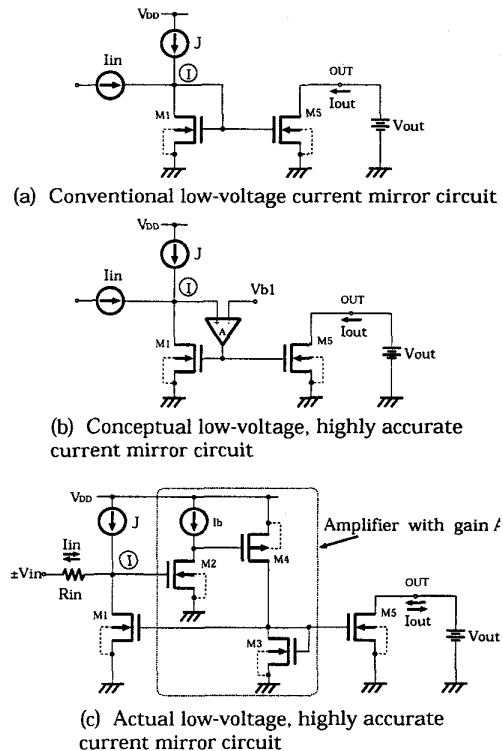 VDD
J
Iin
I
M1
M5
OUT
Iout
Vout
(a) Conventional low-voltage current mirror circuit
VDD
J
Iin
I
Vb1
A
M1
M5
OUT
Iout
Vout
(b) Conceptual low-voltage, highly accurate
current mirror circuit
VDD
J
Ib
M4
Amplifier with gain A
Iin
I
M2
±Vin
Rin
M1
M3
M5
OUT
Iout
Vout
(c) Actual low-voltage, highly accurate
current mirror circuit